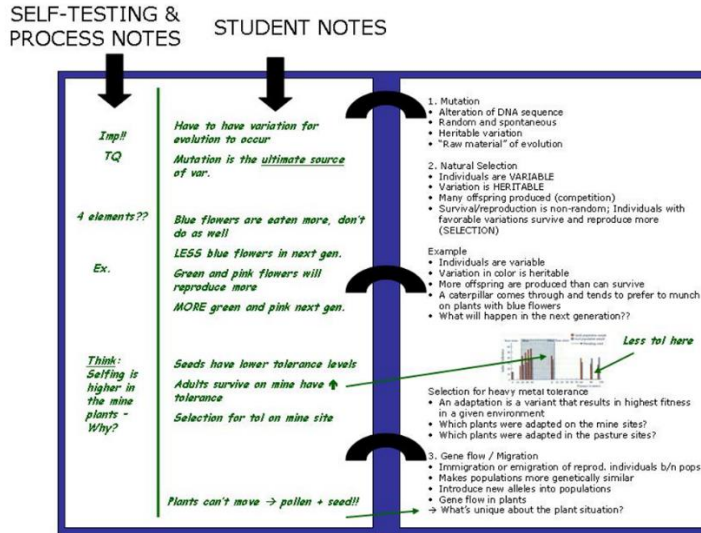 SELF-TESTING &
PROCESS NOTES
STUDENT NOTES
Imp!!
TQ
4 elements??
Ex.
Think:
Selfing is
higher in
the mine
plants -
Why?
Have to have variation for
evolution to occur
Mutation is the ultimate source
of var.
Blue flowers are eaten more, don't
do as well
LESS blue flowers in next gen.
Green and pink flowers will
reproduce more
MORE green and pink next gen.
Seeds have lower tolerance levels
Adults survive on mine have ↑
tolerance
Selection for tol on mine site
Plants can't move → pollen + seed!!
1. Mutation
• Alteration of DNA sequence
• Random and spontaneous
• Heritable variation
• "Raw material" of evolution
2. Natural Selection
• Individuals are VARIABLE
• Variation is HERITABLE
• Many offspring produced (competition)
• Survival/reproduction is non-random; Individuals with
favorable variations survive and reproduce more
(SELECTION)
Example
• Individuals are variable
• Variation in color is heritable
• More offspring are produced than can survive
• A caterpillar comes through and tends to prefer to munch
on plants with blue flowers
• What will happen in the next generation??
Less tol here
Selection for heavy metal tolerance
• An adaptation is a variant that results in highest fitness
in a given environment
• Which plants were adapted on the mine sites?
• Which plants were adapted in the pasture sites?
3. Gene flow / Migration
• Immigration or emigration of reprod. individuals b/n pops
• Makes populations more genetically similar
• Introduce new alleles into populations
• Gene flow in plants
→ What's unique about the plant situation?